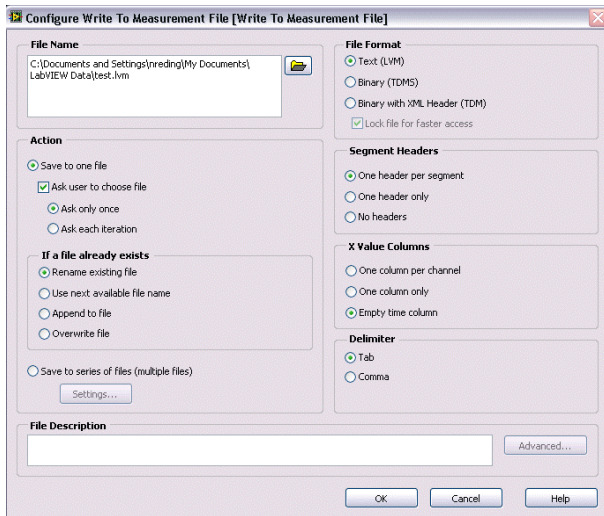 Configure Write To Measurement File [Write To Measurement File]
File Name
C:\Documents and Settings\nreding\My Documents\
LabVIEW Data\test.lvm
Action
Save to one file
Ask user to choose file
Ask only once
Ask each iteration
If a file already exists
Rename existing file
Use next available file name
Append to file
Overwrite file
Save to series of files (multiple files)
Settings...
File Format
Text (LVM)
Binary (TDMS)
Binary with XML Header (TDM)
Lock file for faster access
Segment Headers
One header per segment
One header only
No headers
X Value Columns
One column per channel
One column only
Empty time column
Delimiter
Tab
Comma
File Description
Advanced...
OK
Cancel
Help